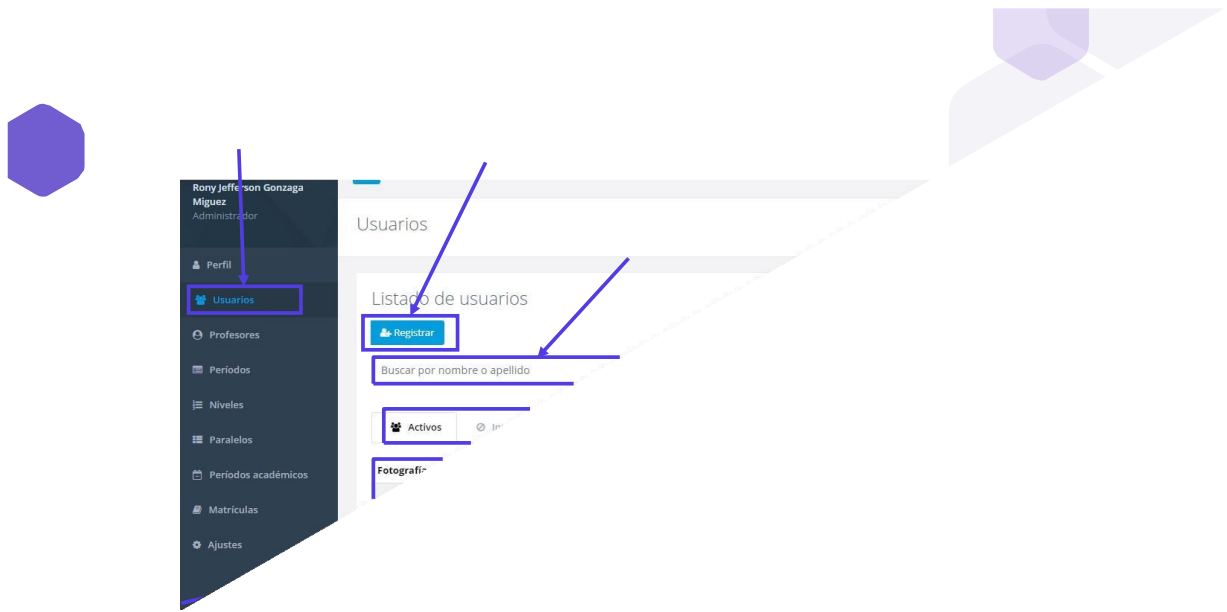 Rony Jefferson Gonzaga
Miguez
Administrador
Usuarios
Perfil
Usuarios
Listado de usuarios
Profesores
Registrar
Períodos
Buscar por nombre o apellido
Niveles
Activos
Paralelos
Períodos académicos
Matrículas
Ajustes